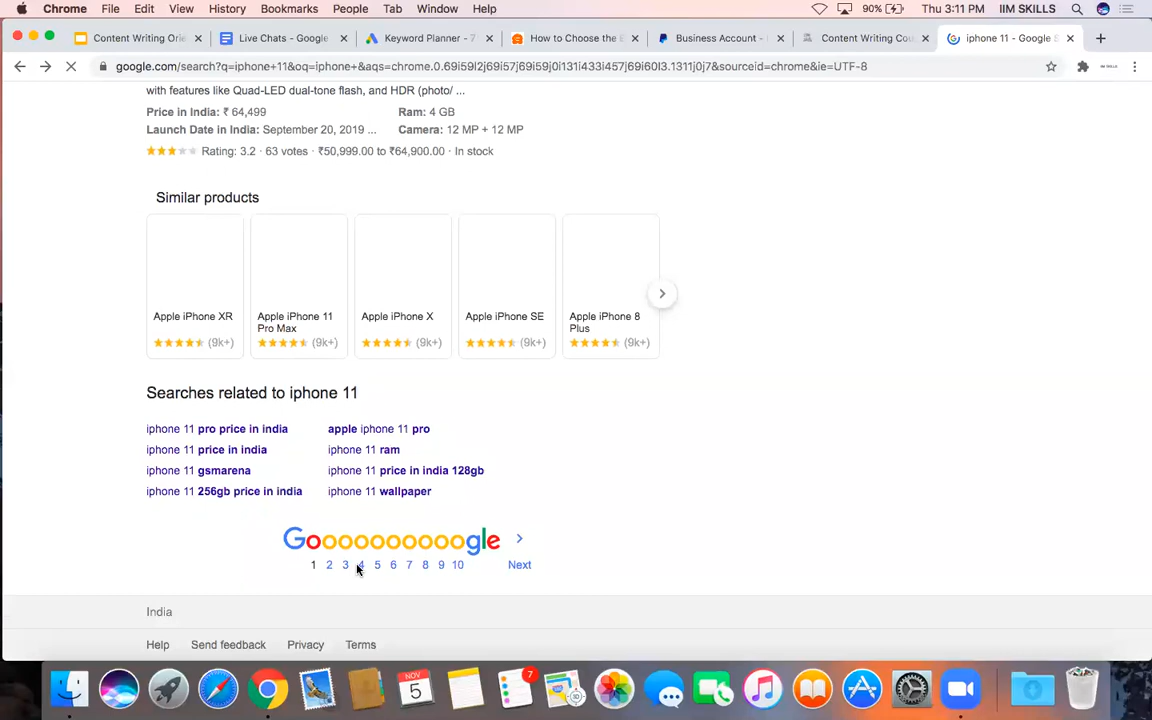 Chrome File Edit View History Bookmarks People Tab Window Help 90% Thu 3:11 PM IIM SKILLS
Content Writing Orie Live Chats - Google Keyword Planner - 7 How to Choose the E Business Account - Content Writing Cou iphone 11 - Google S
google.com/search?q=iphone+11&oq=iphone+&aqs=chrome.0.69i59l2j69i57j69i59j0i131i433i457j69i60l3.1311j0j7&sourceid=chrome&ie=UTF-8
with features like Quad-LED dual-tone flash, and HDR (photo/ ...
Price in India: ₹ 64,499 Ram: 4 GB
Launch Date in India: September 20, 2019 ... Camera: 12 MP + 12 MP
Rating: 3.2 · 63 votes · ₹50,999.00 to ₹64,900.00 · In stock
Similar products
Apple iPhone XR Apple iPhone 11 Apple iPhone X Apple iPhone SE Apple iPhone 8
Pro Max Plus
(9k+) (9k+) (9k+) (9k+) (9k+)
Searches related to iphone 11
iphone 11 pro price in india apple iphone 11 pro
iphone 11 price in india iphone 11 ram
iphone 11 gsmarena iphone 11 price in india 128gb
iphone 11 256gb price in india iphone 11 wallpaper
Goooooooooogle
1 2 3 4 5 6 7 8 9 10 Next
India
Help Send feedback Privacy Terms
NOV
5
7